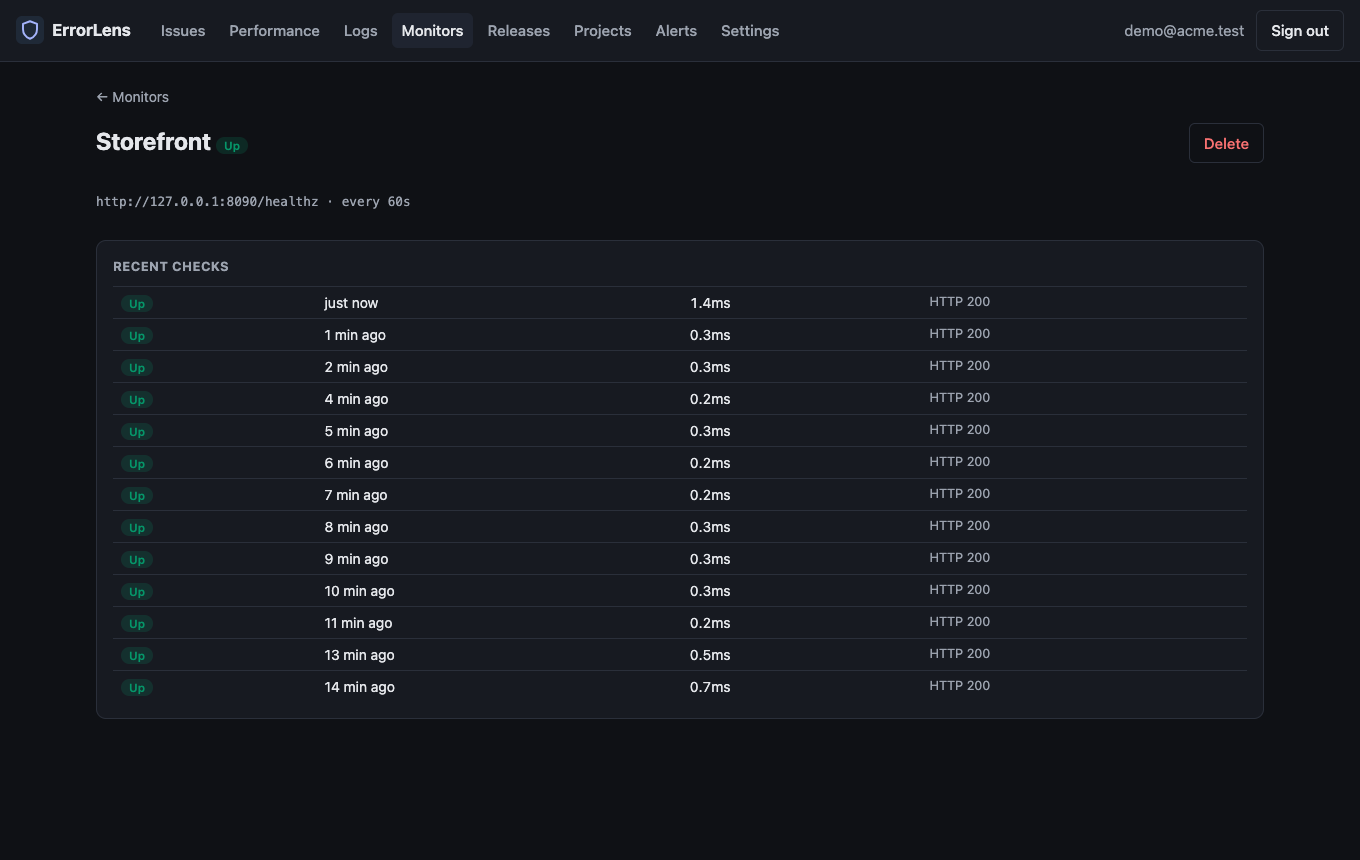 ErrorLens Issues Performance Logs Monitors Releases Projects Alerts Settings demo@acme.test Sign out
← Monitors
Storefront Up Delete
http://127.0.0.1:8090/healthz · every 60s
RECENT CHECKS
Up just now 1.4ms HTTP 200
Up 1 min ago 0.3ms HTTP 200
Up 2 min ago 0.3ms HTTP 200
Up 4 min ago 0.2ms HTTP 200
Up 5 min ago 0.3ms HTTP 200
Up 6 min ago 0.2ms HTTP 200
Up 7 min ago 0.2ms HTTP 200
Up 8 min ago 0.3ms HTTP 200
Up 9 min ago 0.3ms HTTP 200
Up 10 min ago 0.3ms HTTP 200
Up 11 min ago 0.2ms HTTP 200
Up 13 min ago 0.5ms HTTP 200
Up 14 min ago 0.7ms HTTP 200